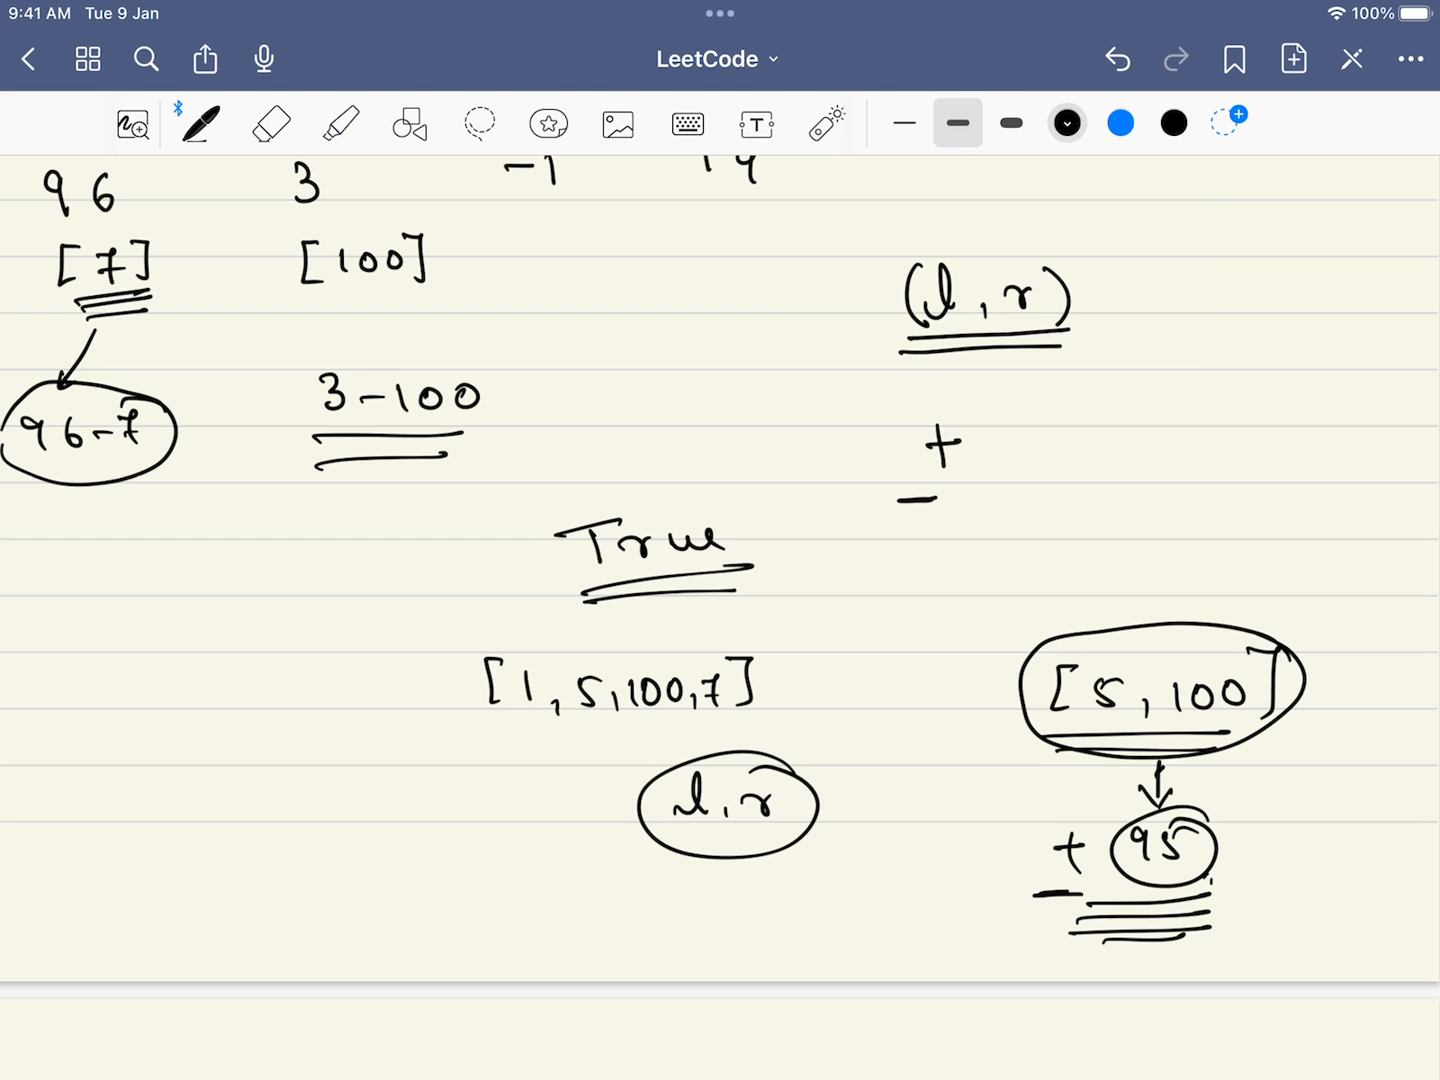 9:41 AM Tue 9 Jan 100%
LeetCode
T
96 3 -1 14
[7] [100]
(l, r)
96-7 3-100
+
-
True
[1, 5, 100, 7] [5, 100]
l, r
+ 95
-